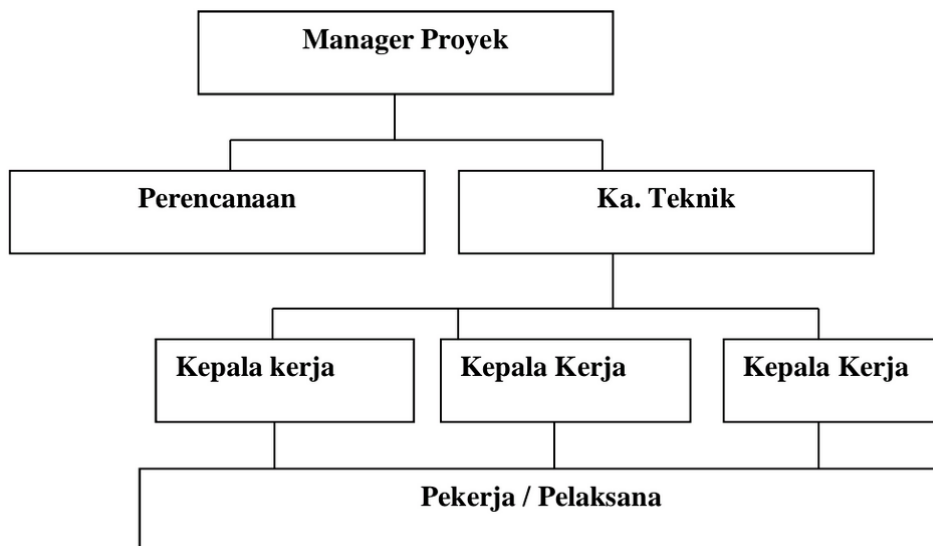 Manager Proyek
Perencanaan
Ka. Teknik
Kepala kerja
Kepala Kerja
Kepala Kerja
Pekerja / Pelaksana